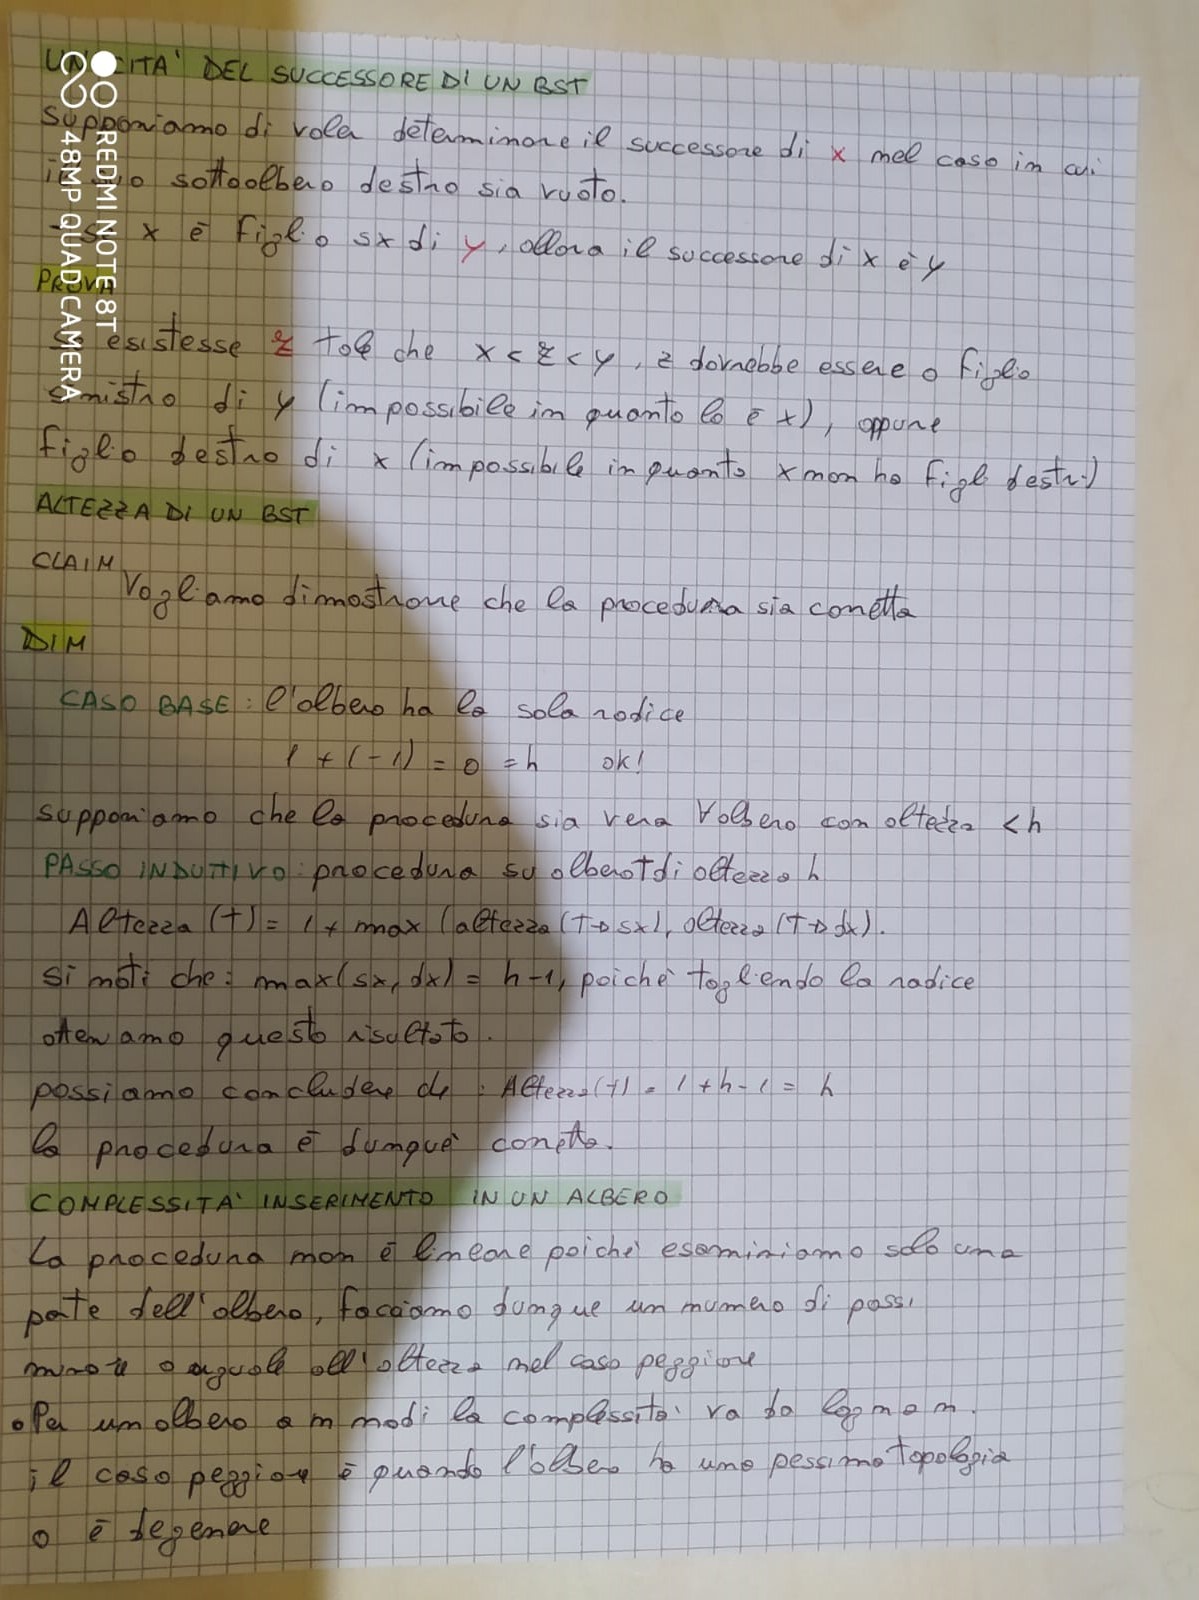 UNICITA' DEL SUCCESSORE DI UN BST
supponiamo di voler determinare il successore di x nel caso in cui
il suo sottoalbero destro sia vuoto.
-se x è figlio sx di y, allora il successore di x è y
PROVA
se esistesse z tale che x < z < y, z dovrebbe essere o figlio
sinistro di y (impossibile in quanto lo è x), oppure
figlio destro di x (impossibile in quanto x non ha figli destri)
ALTEZZA DI UN BST
CLAIM
Vogliamo dimostrare che la procedura sia corretta
DIM
CASO BASE: l'albero ha la sola radice
1 + (-1) = 0 = h ok!
supponiamo che la procedura sia vera ∀ albero con altezza < h
PASSO INDUTTIVO: procedura su albero T di altezza h
Altezza (T) = 1 + max (altezza (T→sx), altezza (T→dx).
si noti che: max(sx, dx) = h-1, poichè togliendo la radice
otteniamo questo risultato.
possiamo concludere che: Altezza(T) = 1+h-1 = h
la procedura è dunque corretta.
COMPLESSITA' INSERIMENTO IN UN ALBERO
La procedura non è lineare poichè esaminiamo solo una
parte dell'albero, facciamo dunque un numero di passi
minore o uguale all'altezza nel caso peggiore
• Per un albero a n nodi la complessità va da log n a n.
il caso peggiore è quando l'albero ha una pessima topologia
o è degenere
REDMI NOTE 8T
48MP QUAD CAMERA